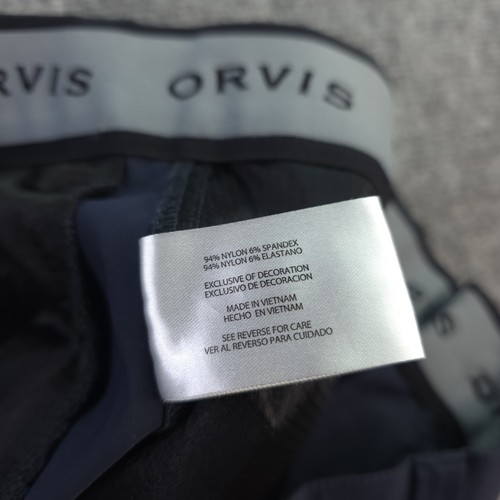 RVIS ORVIS
94% NYLON 6% SPANDEX
94% NYLON 6% ELASTANO
EXCLUSIVE OF DECORATION
EXCLUSIVO DE DECORACION
MADE IN VIETNAM
HECHO EN VIETNAM
SEE REVERSE FOR CARE
VER AL REVERSO PARA CUIDADO